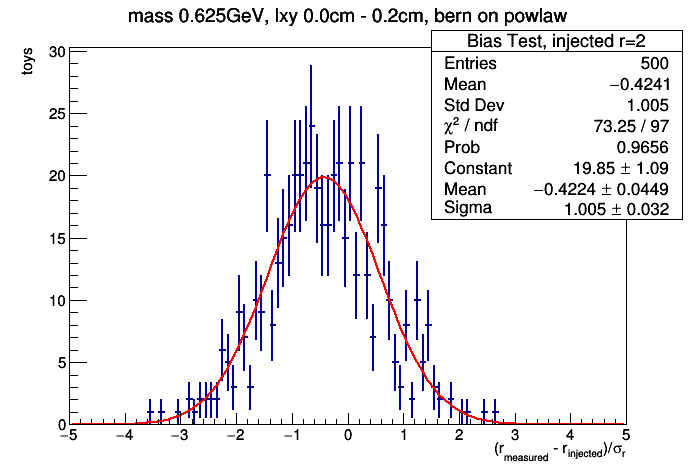 mass 0.625GeV, lxy 0.0cm - 0.2cm, bern on powlaw
Bias Test, injected r=2
Entries 500
Mean −0.4241
Std Dev 1.005
χ² / ndf 73.25 / 97
Prob 0.9656
Constant 19.85 ± 1.09
Mean −0.4224 ± 0.0449
Sigma 1.005 ± 0.032
toys
30
25
20
15
10
5
0
−5 −4 −3 −2 −1 0 1 2 3 4 5
(r_measured - r_injected)/σ_r